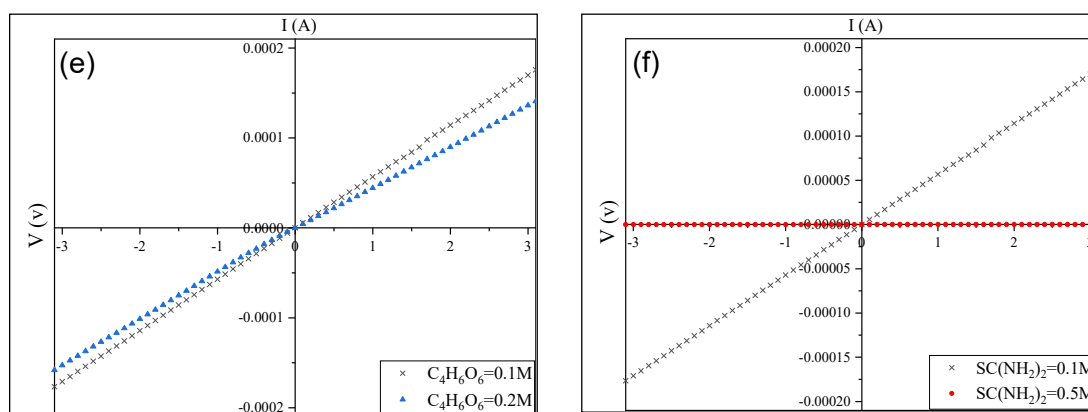 I (A)
(e)
0.0002
0.0001
0.0000
-3 -2 -1 0 1 2 3
V (v)
-0.0001
-0.0002
C₄H₆O₆=0.1M
C₄H₆O₆=0.2M
I (A)
(f)
0.00020
0.00015
0.00010
0.00005
0.00000
-3 -2 -1 0 1 2
V (v)
-0.00005
-0.00010
-0.00015
-0.00020
SC(NH₂)₂=0.1M
SC(NH₂)₂=0.5M